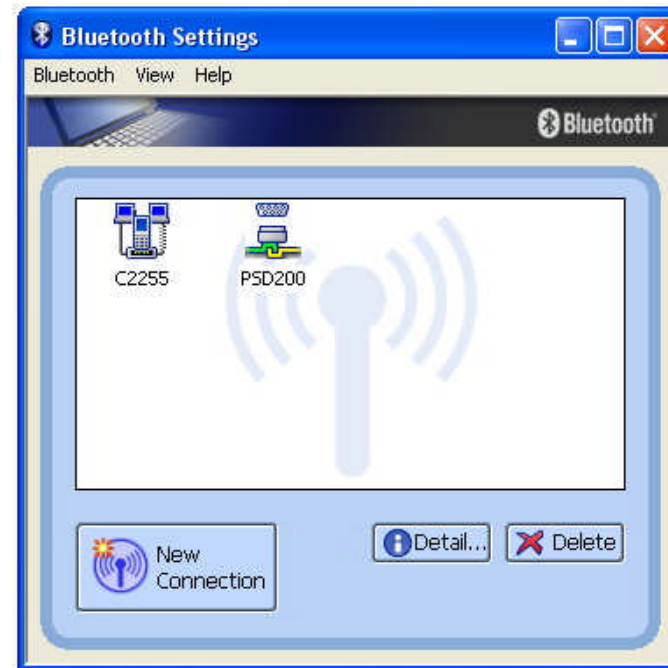 Bluetooth Settings
Bluetooth View Help
Bluetooth
C2255 PSD200
New
Connection
Detail... Delete